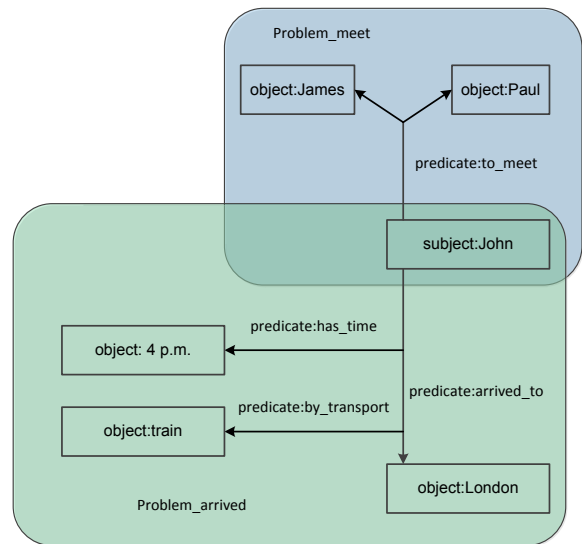 Problem_meet
object:James
object:Paul
predicate:to_meet
subject:John
predicate:has_time
object: 4 p.m.
predicate:arrived_to
predicate:by_transport
object:train
object:London
Problem_arrived